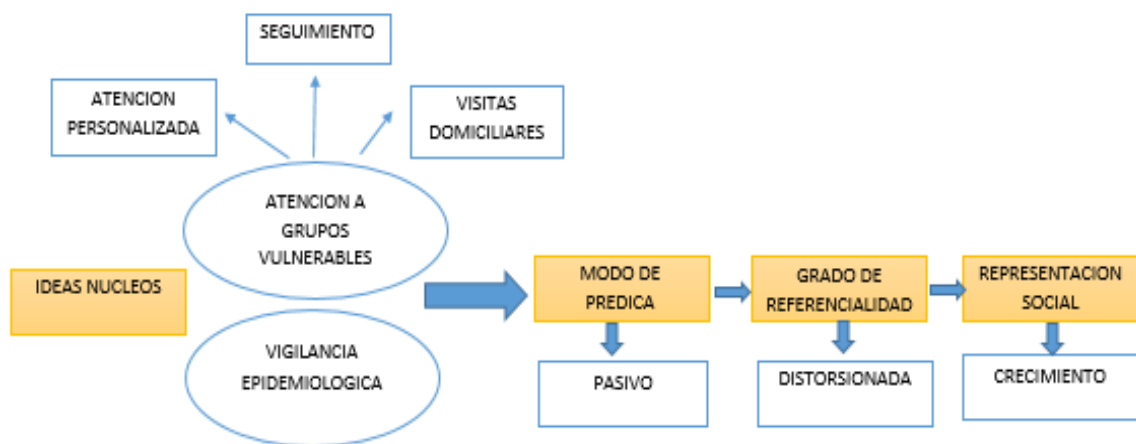 SEGUIMIENTO
ATENCION
PERSONALIZADA
VISITAS
DOMICILIARES
ATENCION A
GRUPOS
VULNERABLES
IDEAS NUCLEOS
MODO DE
PREDICA
GRADO DE
REFERENCIALIDAD
REPRESENTACION
SOCIAL
VIGILANCIA
EPIDEMIOLOGICA
PASIVO
DISTORSIONADA
CRECIMIENTO